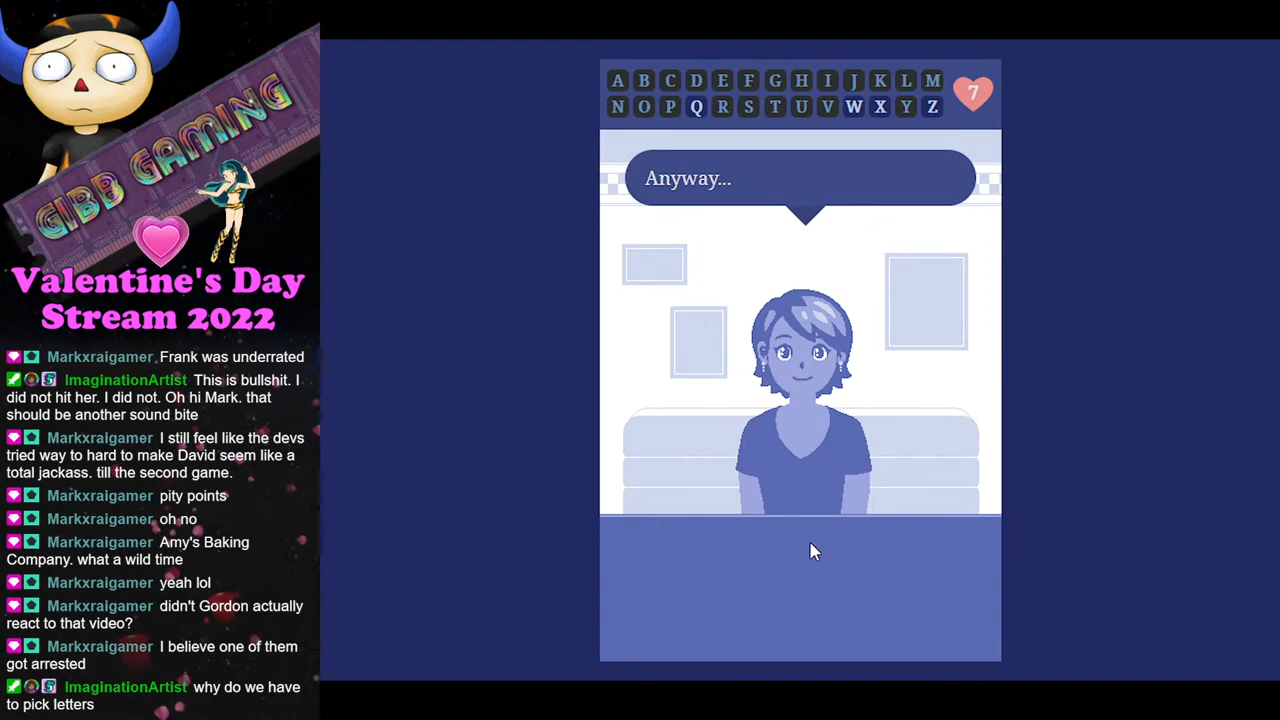 GIBB GAMING
Valentine's Day
Stream 2022
Markxraigamer Frank was underrated
ImaginationArtist This is bullshit. I
did not hit her. I did not. Oh hi Mark. that
should be another sound bite
Markxraigamer I still feel like the devs
tried way to hard to make David seem like a
total jackass. till the second game.
Markxraigamer pity points
Markxraigamer oh no
Markxraigamer Amy's Baking
Company. what a wild time
Markxraigamer yeah lol
Markxraigamer didn't Gordon actually
react to that video?
Markxraigamer I believe one of them
got arrested
ImaginationArtist why do we have
to pick letters
A B C D E F G H I J K L M
N O P Q R S T U V W X Y Z
7
Anyway...